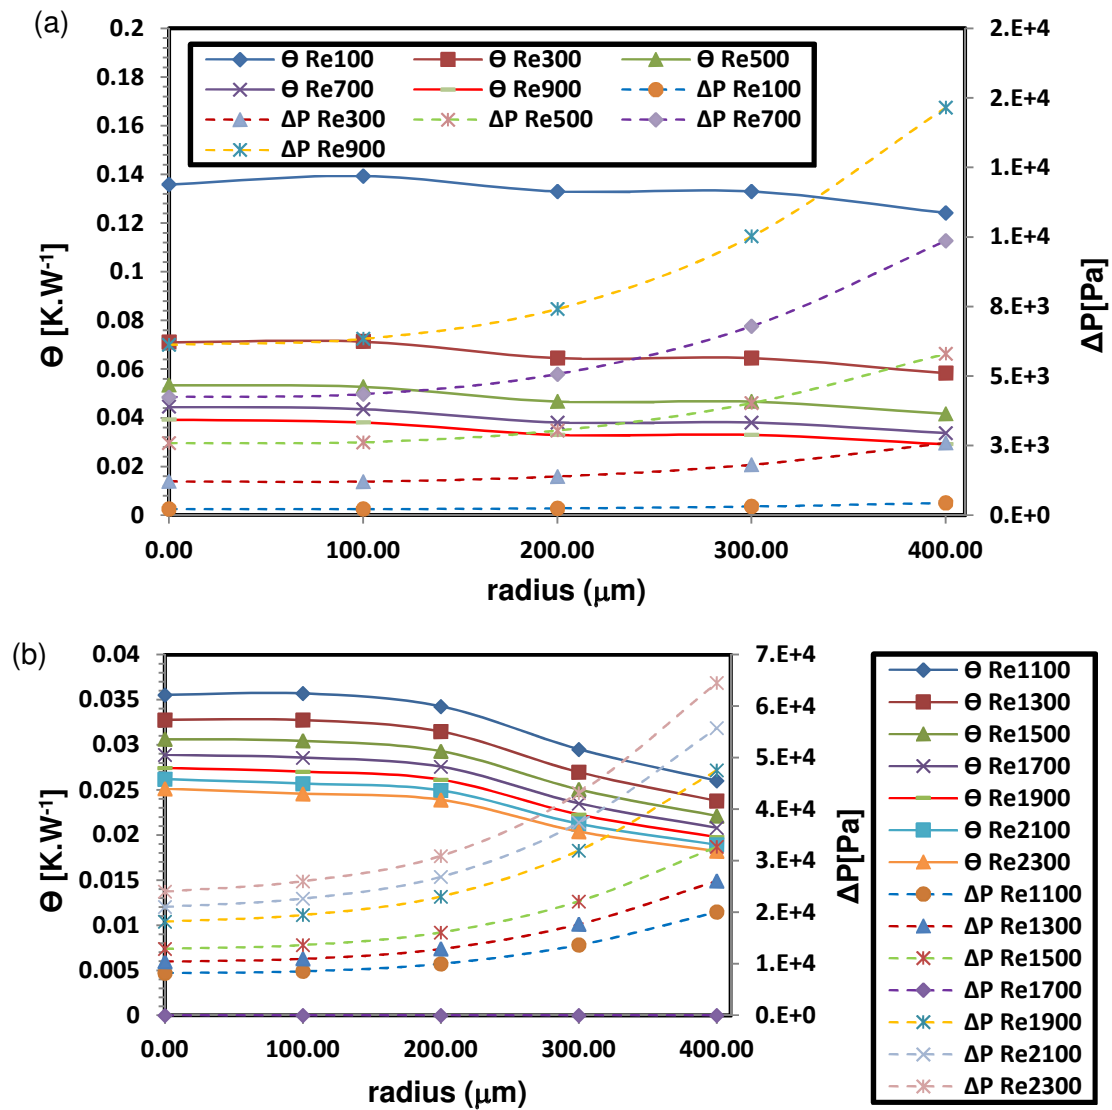 (a)
0.2
0.18
0.16
0.14
0.12
0.1
0.08
0.06
0.04
0.02
0
Ө [K.W-1]
Ө Re100 Ө Re300 Ө Re500
Ө Re700 Ө Re900 ΔP Re100
ΔP Re300 ΔP Re500 ΔP Re700
ΔP Re900
2.E+4
2.E+4
1.E+4
1.E+4
8.E+3
5.E+3
3.E+3
0.E+0
ΔP[Pa]
0.00 100.00 200.00 300.00 400.00
radius (μm)
(b)
0.04
0.035
0.03
0.025
0.02
0.015
0.01
0.005
0
Ө [K.W-1]
7.E+4
6.E+4
5.E+4
4.E+4
3.E+4
2.E+4
1.E+4
0.E+0
ΔP[Pa]
0.00 100.00 200.00 300.00 400.00
radius (μm)
Ө Re1100
Ө Re1300
Ө Re1500
Ө Re1700
Ө Re1900
Ө Re2100
Ө Re2300
ΔP Re1100
ΔP Re1300
ΔP Re1500
ΔP Re1700
ΔP Re1900
ΔP Re2100
ΔP Re2300